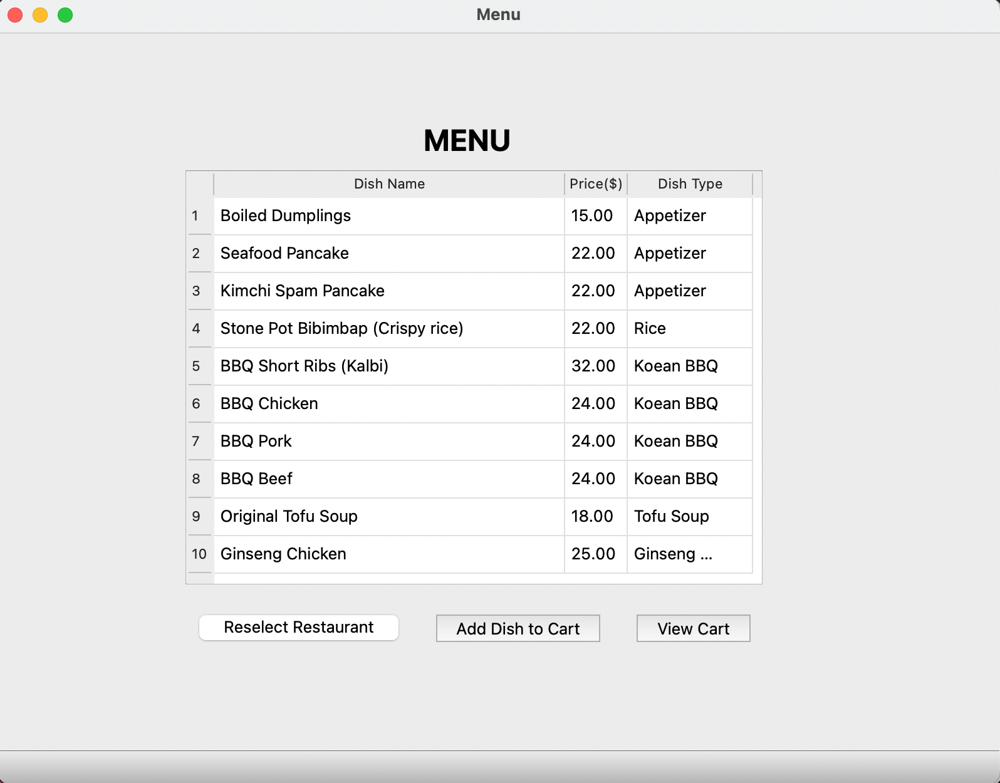 Menu
MENU
Dish Name Price($) Dish Type
1 Boiled Dumplings 15.00 Appetizer
2 Seafood Pancake 22.00 Appetizer
3 Kimchi Spam Pancake 22.00 Appetizer
4 Stone Pot Bibimbap (Crispy rice) 22.00 Rice
5 BBQ Short Ribs (Kalbi) 32.00 Koean BBQ
6 BBQ Chicken 24.00 Koean BBQ
7 BBQ Pork 24.00 Koean BBQ
8 BBQ Beef 24.00 Koean BBQ
9 Original Tofu Soup 18.00 Tofu Soup
10 Ginseng Chicken 25.00 Ginseng ...
Reselect Restaurant Add Dish to Cart View Cart